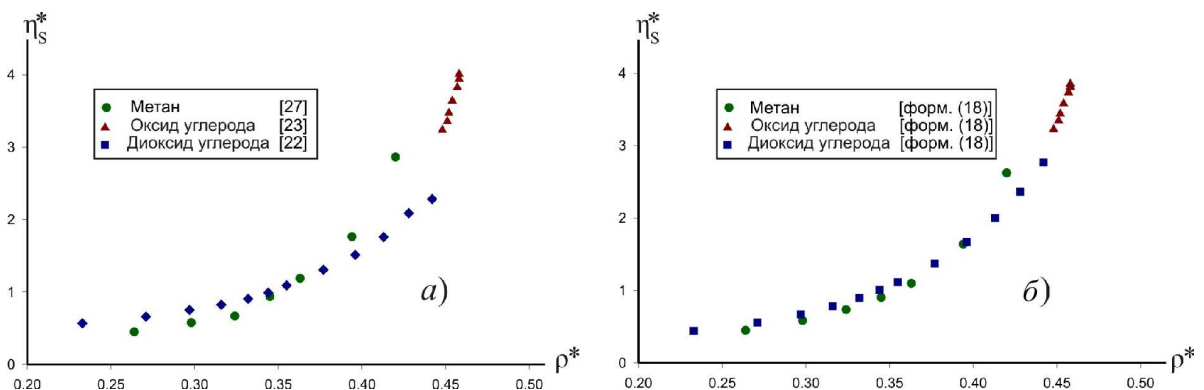 η*S
4
3
2
1
0
0.20 0.25 0.30 0.35 0.40 0.45 0.50
ρ*
Метан [27]
Оксид углерода [23]
Диоксид углерода [22]
а)
η*S
4
3
2
1
0
0.20 0.25 0.30 0.35 0.40 0.45 0.50
ρ*
Метан [форм. (18)]
Оксид углерода [форм. (18)]
Диоксид углерода [форм. (18)]
б)